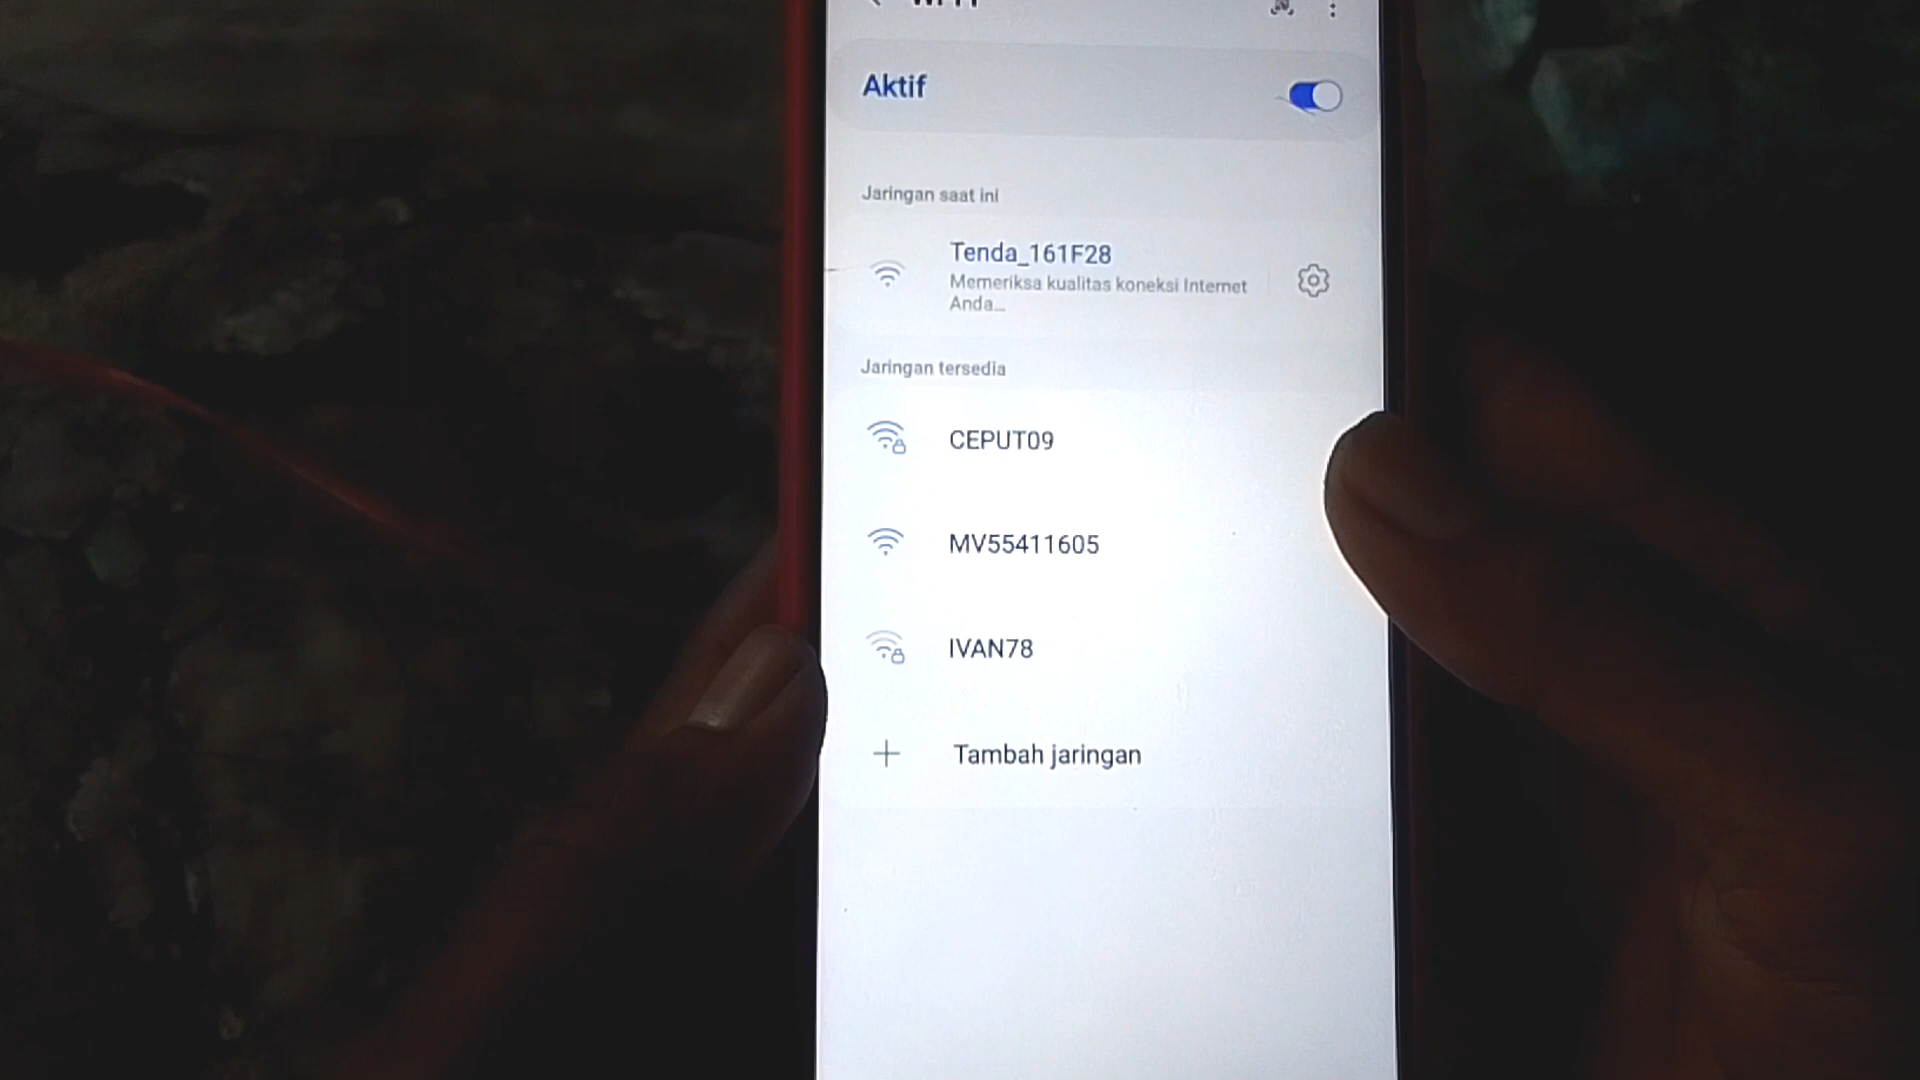 Aktif
Jaringan saat ini
Tenda_161F28
Memeriksa kualitas koneksi Internet
Anda...
Jaringan tersedia
CEPUT09
MV55411605
IVAN78
Tambah jaringan